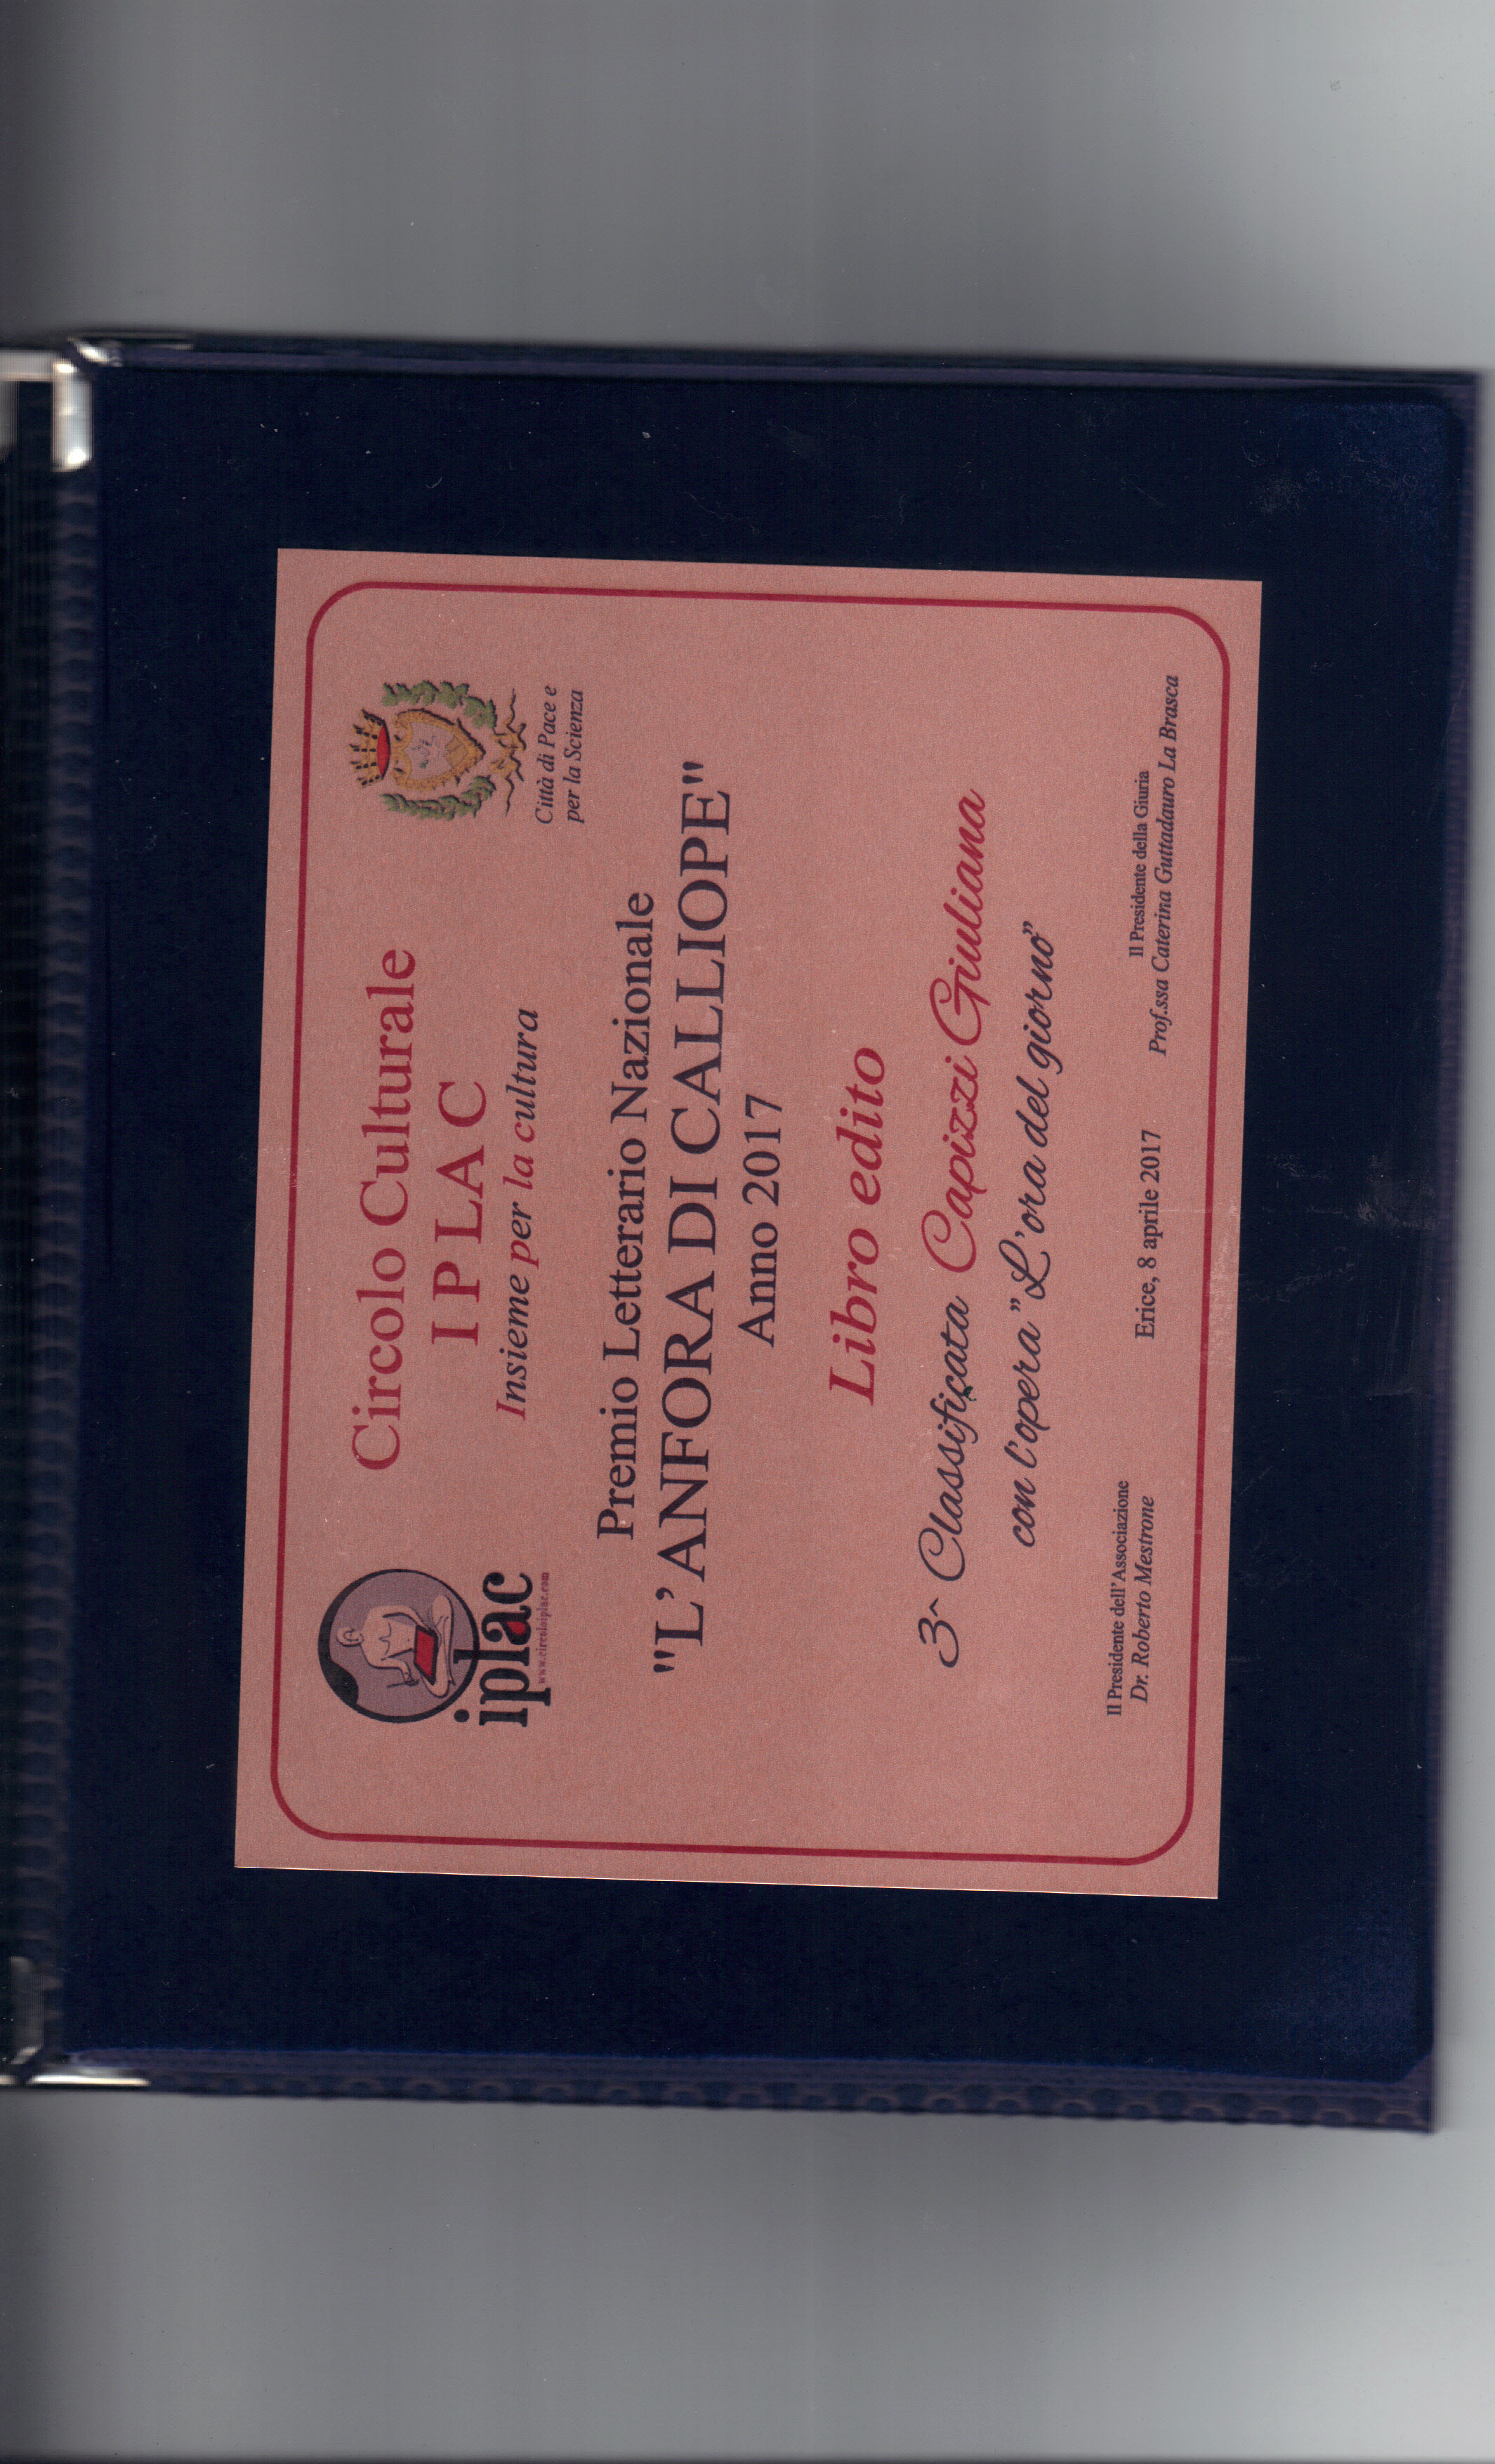 Circolo Culturale
I P L A C
Insieme per la cultura
iplac
www.circoloiplac.com
Città di Pace e
per la Scienza
Premio Letterario Nazionale
"L'ANFORA DI CALLIOPE"
Anno 2017
Libro edito
3^ Classificata Capizzi Giuliana
con l'opera "L'ora del giorno"
Il Presidente dell'Associazione
Dr. Roberto Mestrone
Erice, 8 aprile 2017
Il Presidente della Giuria
Prof.ssa Caterina Guttadauro La Brasca